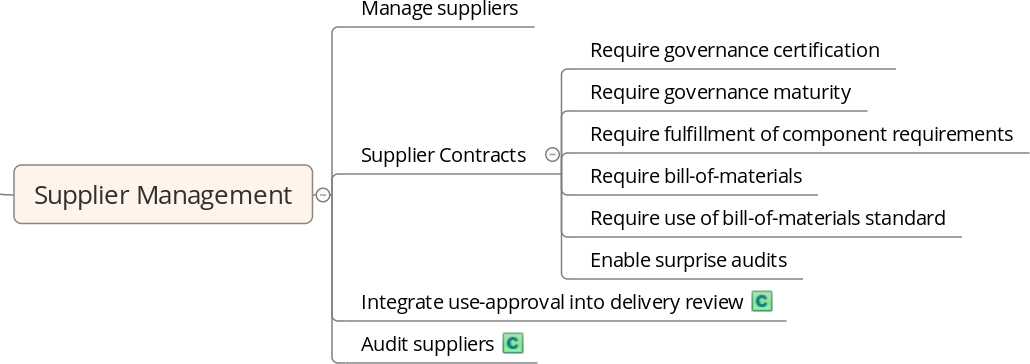 Manage suppliers
Require governance certification
Require governance maturity
Require fulfillment of component requirements
Supplier Contracts
Require bill-of-materials
Supplier Management
Require use of bill-of-materials standard
Enable surprise audits
Integrate use-approval into delivery review C
Audit suppliers C